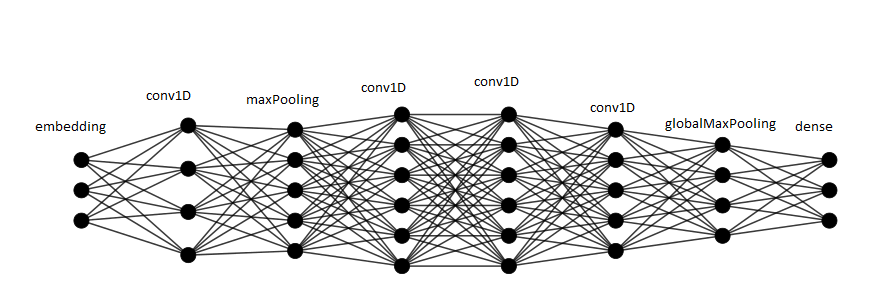 embedding
conv1D
maxPooling
conv1D
conv1D
conv1D
globalMaxPooling
dense